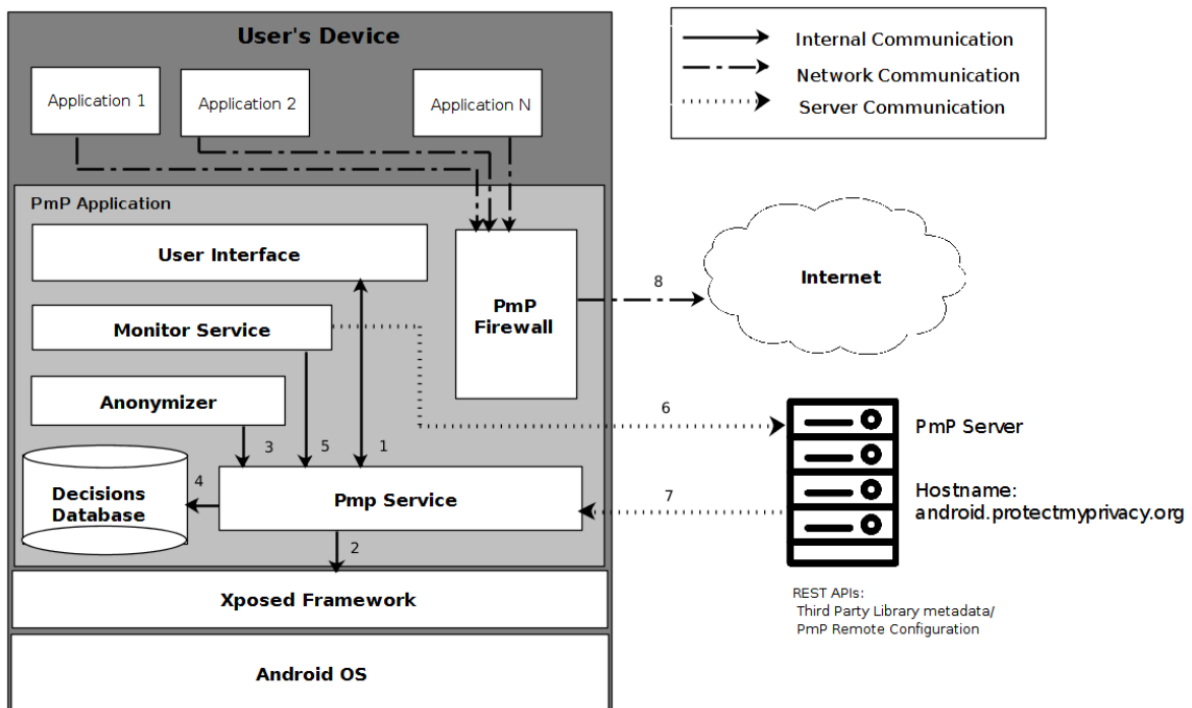 User's Device
Application 1
Application 2
Application N
Internal Communication
Network Communication
Server Communication
PmP Application
User Interface
Monitor Service
Anonymizer
PmP
Firewall
8
Internet
3
5
1
6
Decisions
Database
4
Pmp Service
7
2
PmP Server
Hostname:
android.protectmyprivacy.org
REST APIs:
Third Party Library metadata/
PmP Remote Configuration
Xposed Framework
Android OS